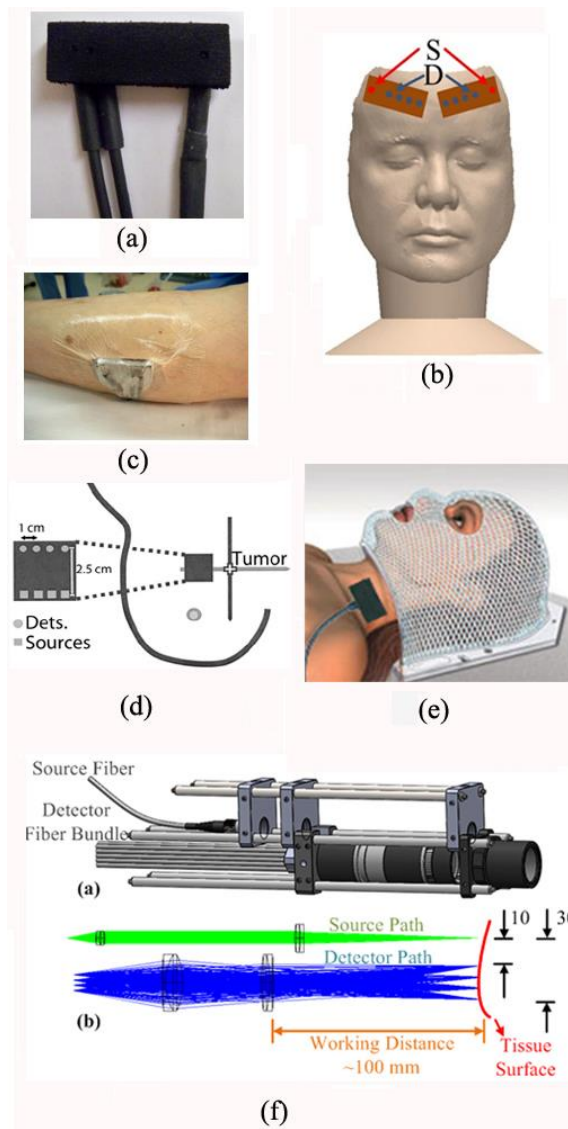 S
D
(a)
(b)
(c)
1 cm
2.5 cm
Tumor
Dets.
Sources
(d)
(e)
Source Fiber
Detector
Fiber Bundle
(a)
Source Path
10
30
Detector Path
(b)
Working Distance
~100 mm
Tissue
Surface
(f)